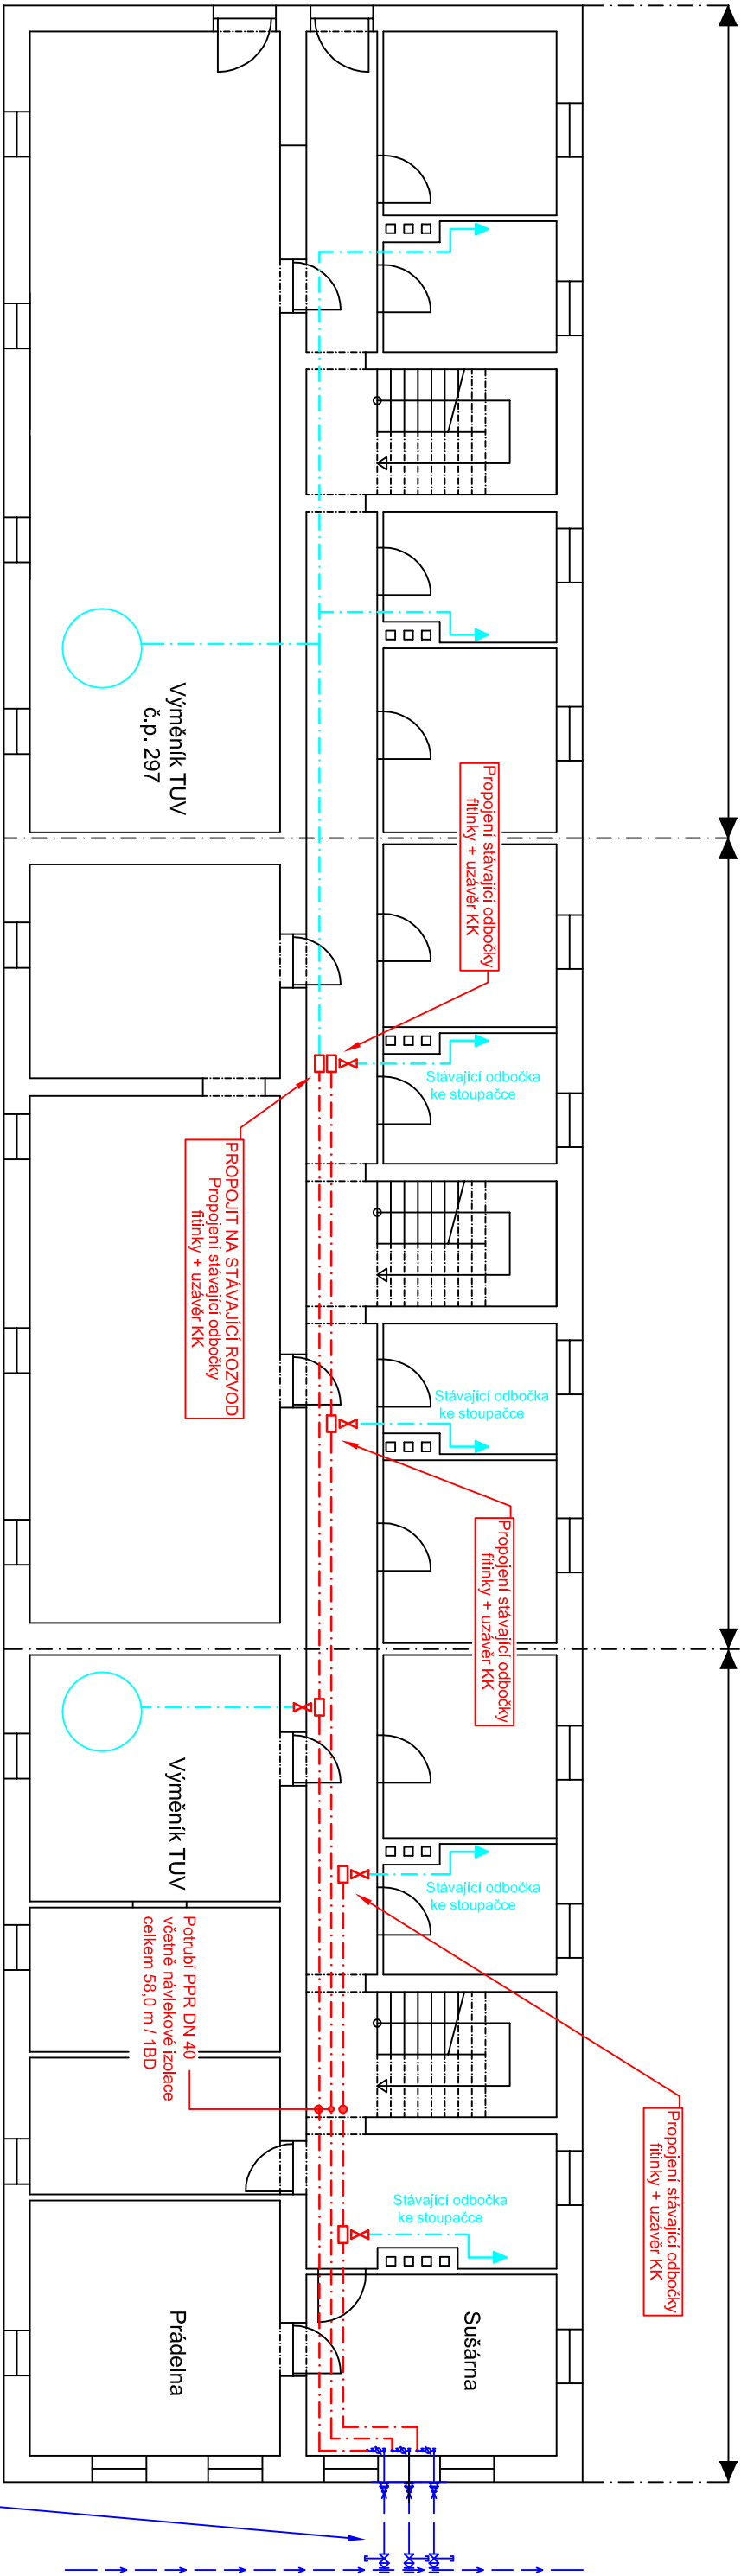 Výměník TUV
č.p. 297
Propojení stávající odbočky
fitinky + uzávěr KK
Stávající odbočka
ke stoupačce
PROPOJIT NA STÁVAJÍCÍ ROZVOD
Propojení stávající odbočky
fitinky + uzávěr KK
Stávající odbočka
ke stoupačce
Propojení stávající odbočky
fitinky + uzávěr KK
Výměník TUV
Stávající odbočka
ke stoupačce
Potrubí PPR DN 40
včetně návlekové izolace
celkem 58,0 m / 1BD
Propojení stávající odbočky
fitinky + uzávěr KK
Stávající odbočka
ke stoupačce
Prádelna
Sušárna